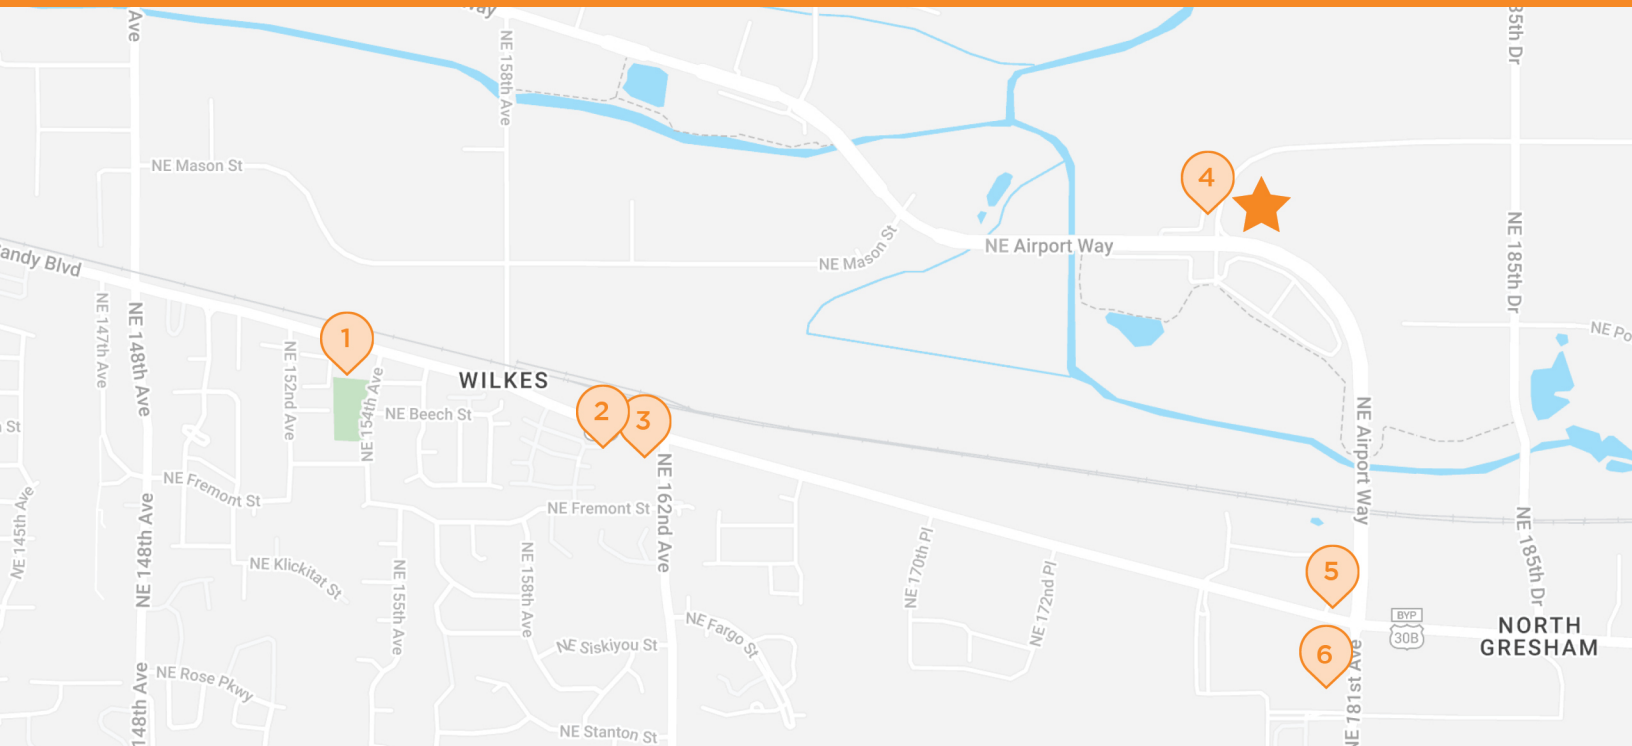 Ave
Way
NE 158th Ave
85th Dr
NE Mason St
4
NE Airport Way
NE Mason St
NE 185th Dr
andy Blvd
NE 147th Ave
NE 148th Ave
1
NE 152nd Ave
NE 154th Ave
WILKES
NE Beech St
2
3
NE Po
St
NE Airport Way
NE Fremont St
NE 145th Ave
NE 148th Ave
NE Fremont St
NE 162nd Ave
NE 185th Dr
NE Klickitat St
NE 155th Ave
NE 158th Ave
NE 170th Pl
NE 172nd Pl
5
BYP
30B
NORTH
GRESHAM
NE Siskiyou St
NE Fargo St
6
NE 181st Ave
NE Rose Pkwy
148th Ave
NE Stanton St